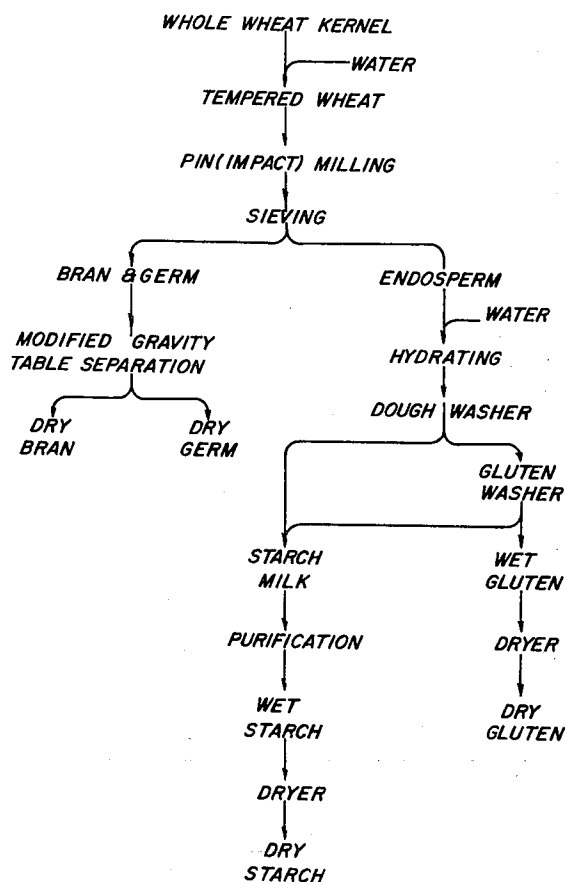 WHOLE WHEAT KERNEL
WATER
TEMPERED WHEAT
PIN(IMPACT) MILLING
SIEVING
BRAN & GERM
ENDOSPERM
WATER
MODIFIED GRAVITY
TABLE SEPARATION
HYDRATING
DOUGH WASHER
DRY
BRAN
DRY
GERM
GLUTEN
WASHER
STARCH
MILK
WET
GLUTEN
PURIFICATION
DRYER
WET
STARCH
DRY
GLUTEN
DRYER
DRY
STARCH